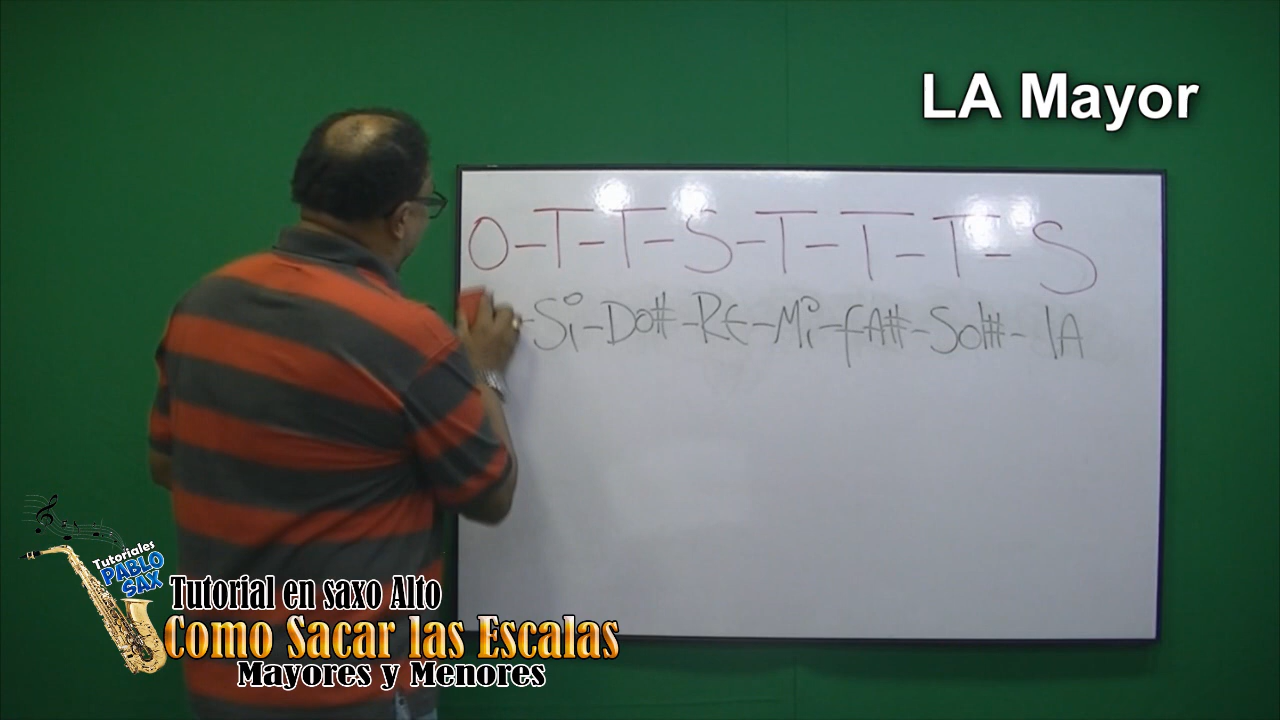 LA Mayor
O-T-T-S-T-T-T-S
-Si-Do#-RE-Mi-fA#-Sol#-lA
Tutoriales
PABLO
SAX
Tutorial en saxo Alto
Como Sacar las Escalas
Mayores y Menores